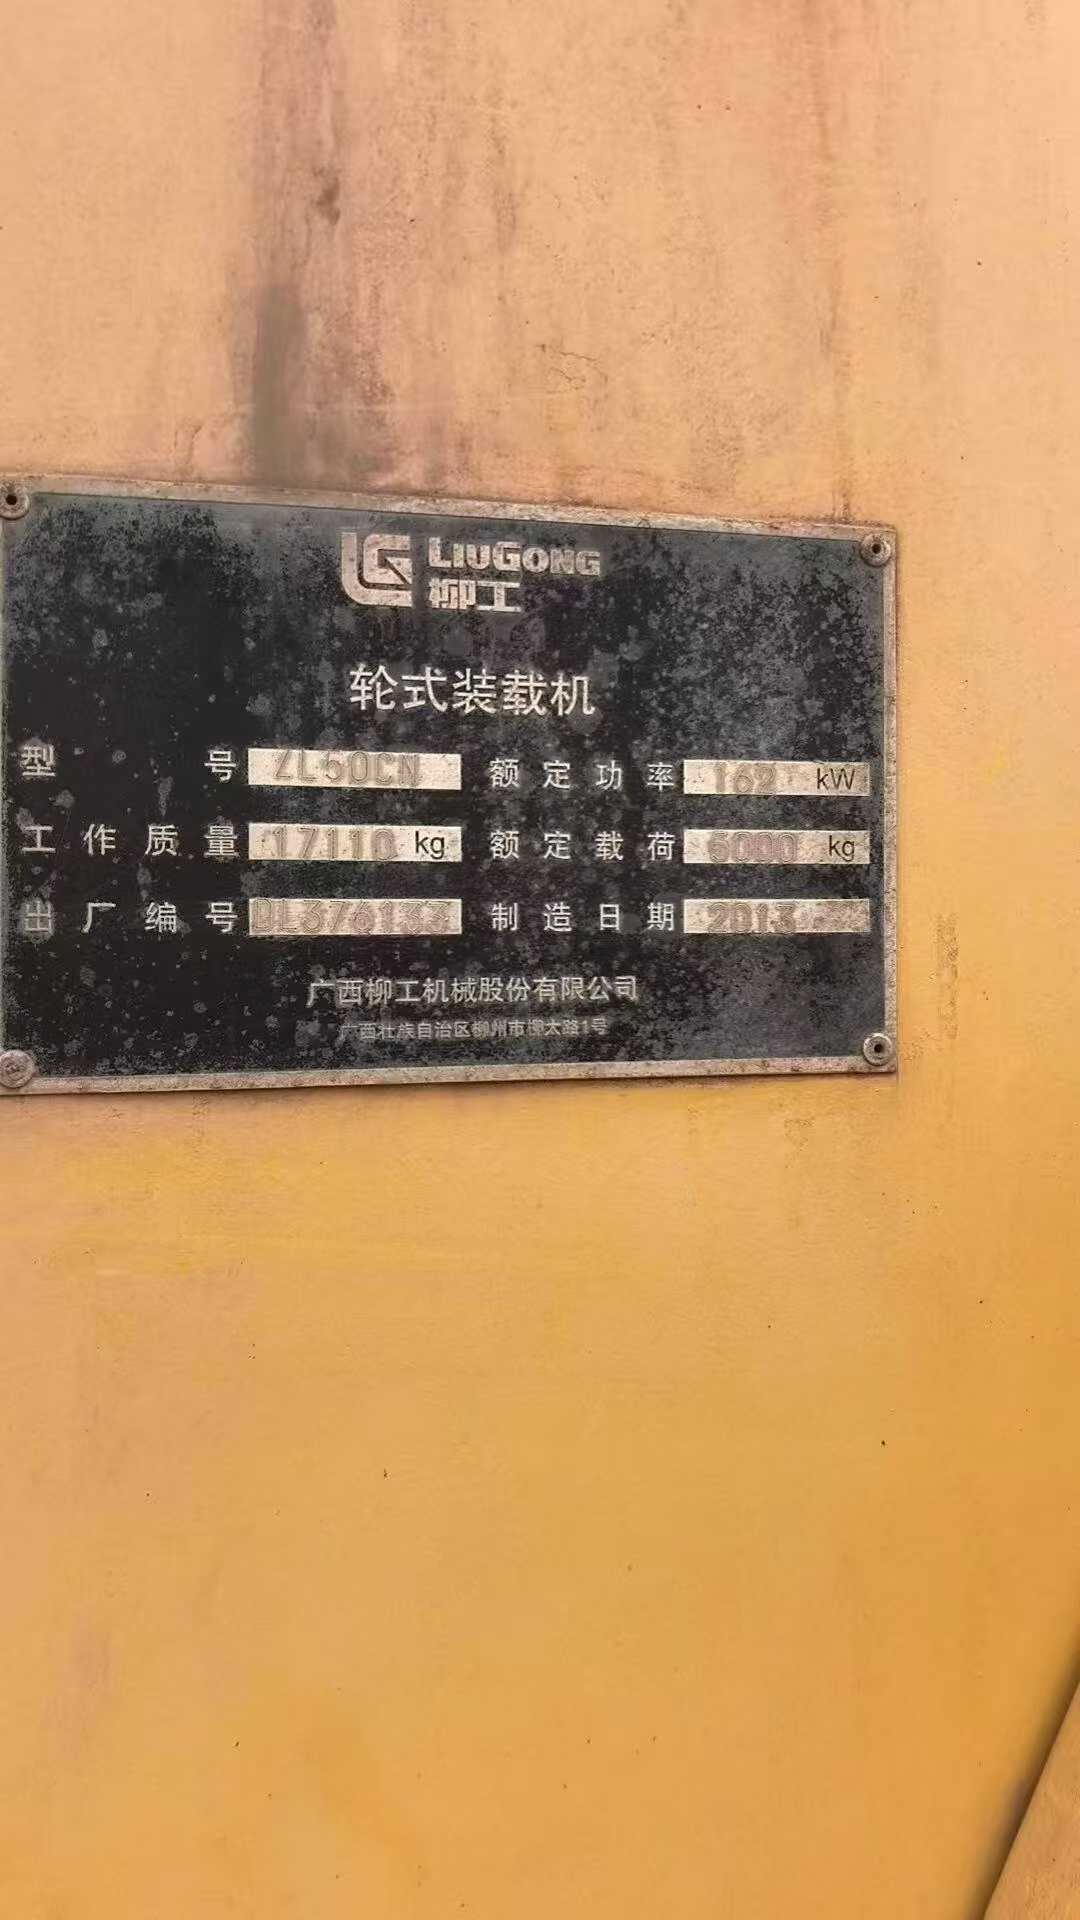 LG LIUGONG
柳工
轮式装载机
型号 ZL50CN 额定功率 162 kW
工作质量 17110 kg 额定载荷 kg
出厂编号 DL376133 制造日期 2013
广西柳工机械股份有限公司
广西壮族自治区柳州市柳太路1号